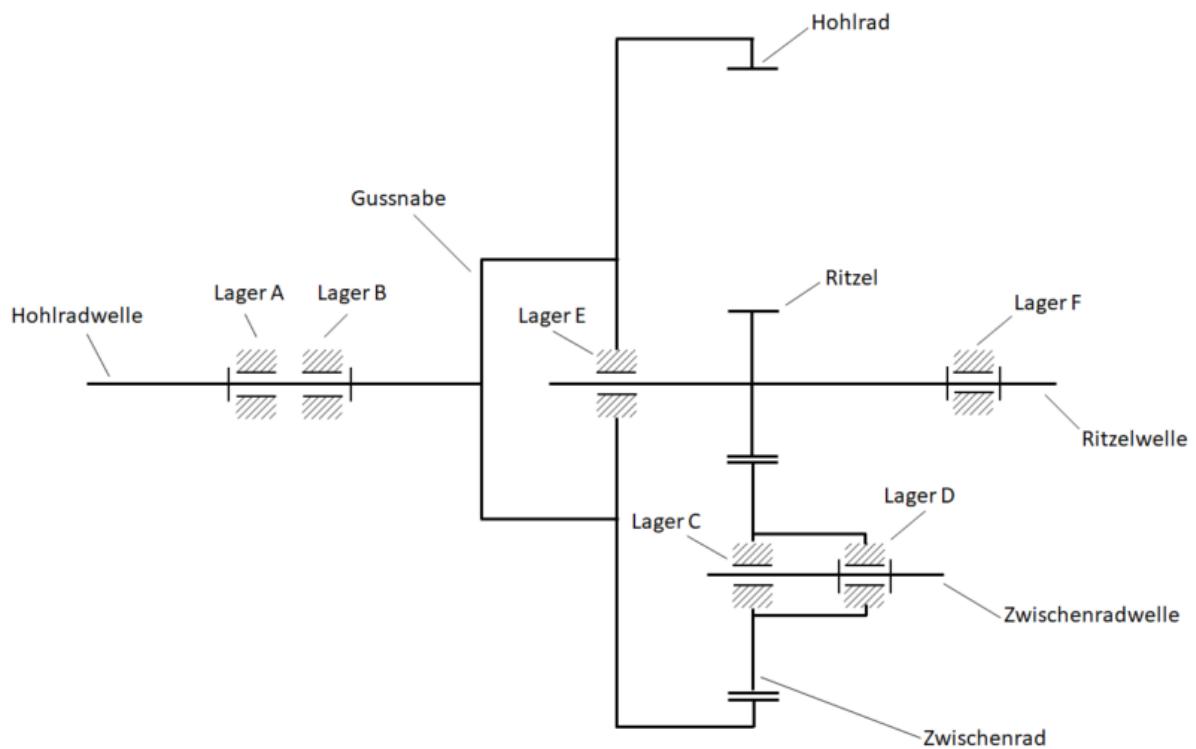 Hohlrad
Gussnabe
Ritzel
Lager A
Lager B
Lager F
Hohlradwelle
Lager E
Ritzelwelle
Lager D
Lager C
Zwischenradwelle
Zwischenrad